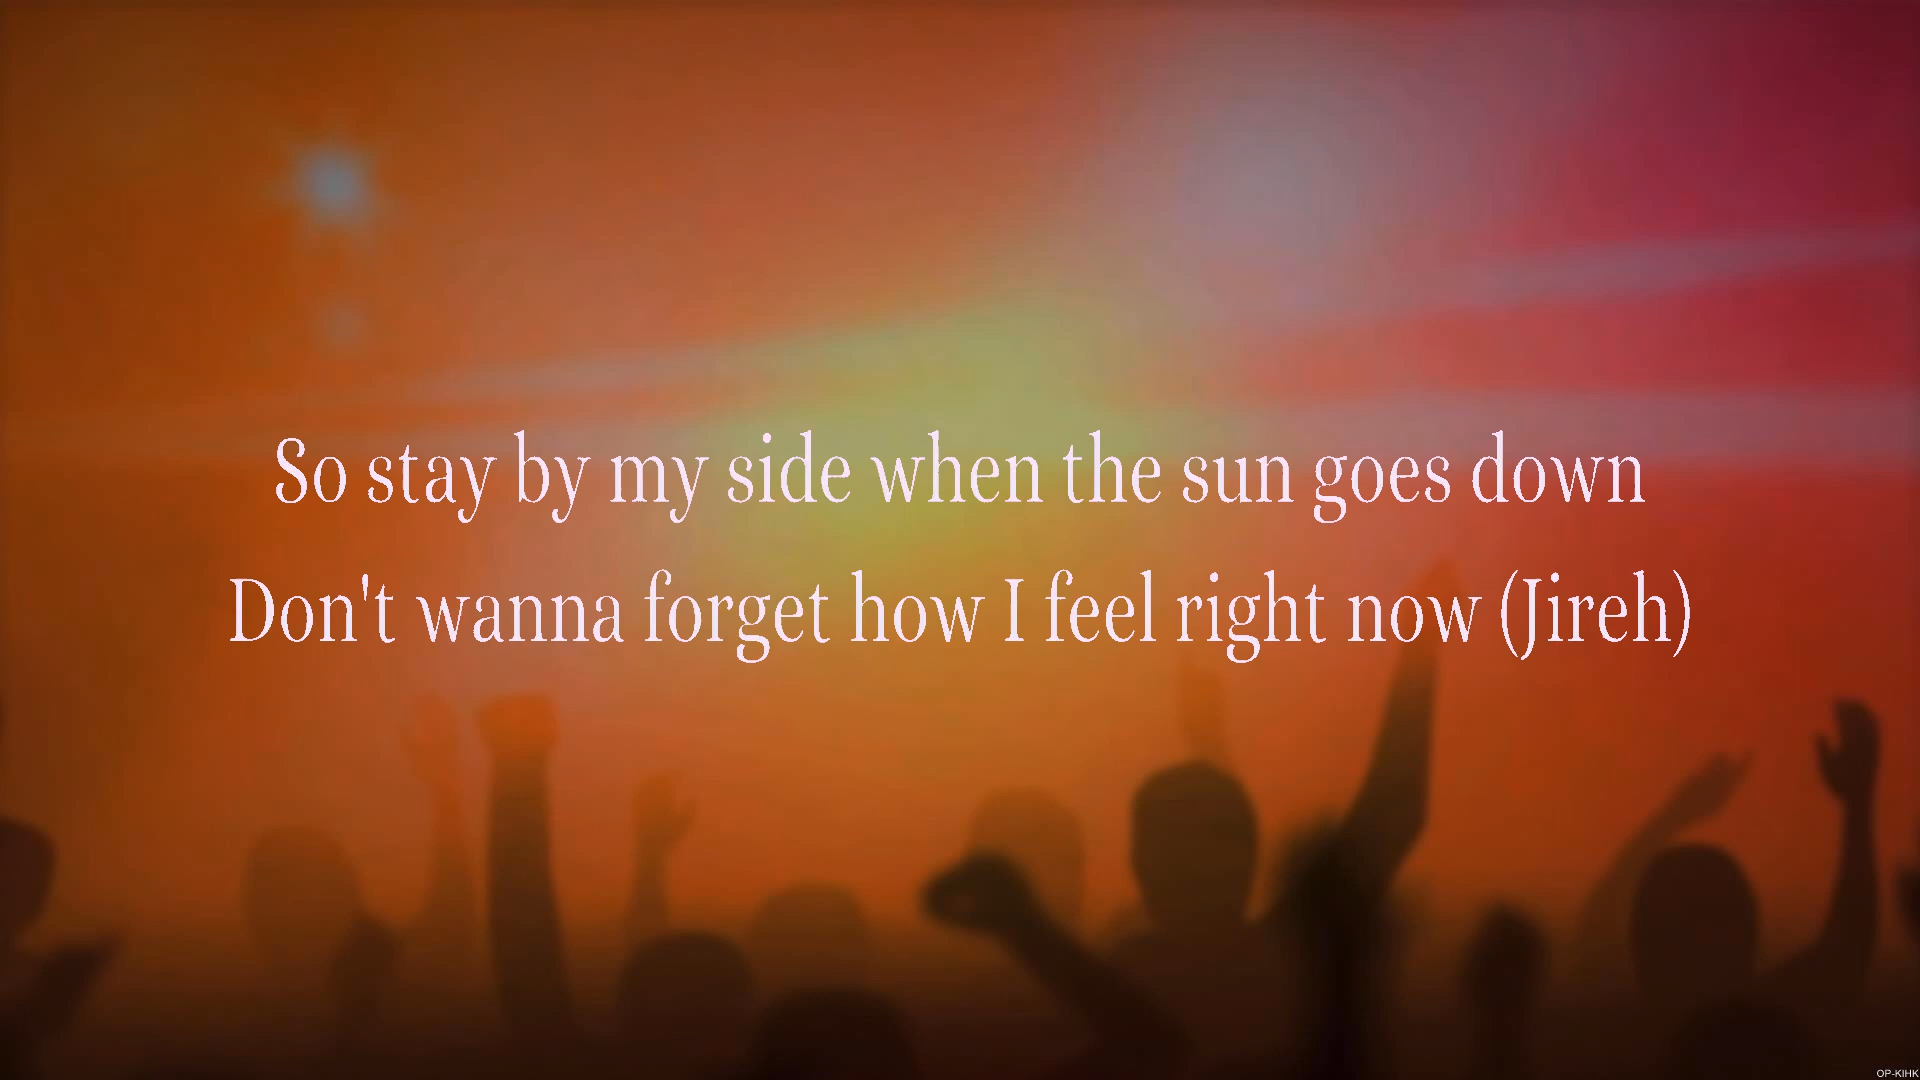 So stay by my side when the sun goes down
Don't wanna forget how I feel right now (Jireh)
OP-KIHK